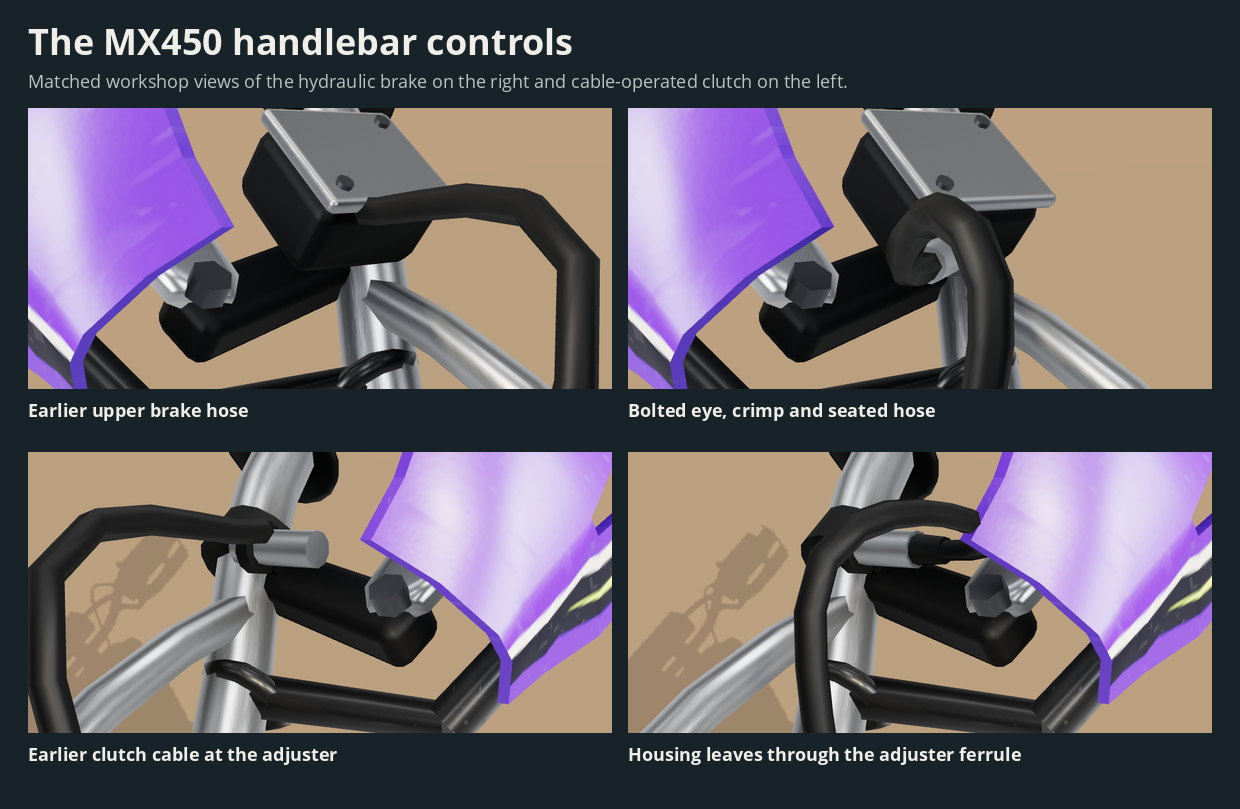 The MX450 handlebar controls
Matched workshop views of the hydraulic brake on the right and cable-operated clutch on the left.
Earlier upper brake hose
Bolted eye, crimp and seated hose
Earlier clutch cable at the adjuster
Housing leaves through the adjuster ferrule